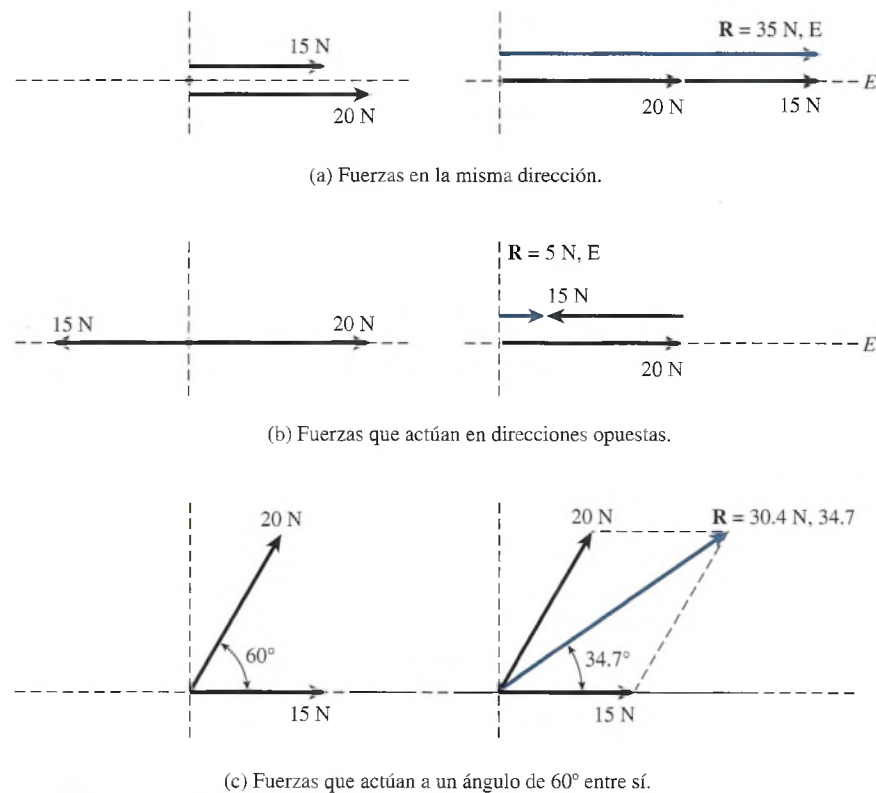 15 N
20 N
R = 35 N, E
20 N
15 N
E
(a) Fuerzas en la misma dirección.
15 N
20 N
R = 5 N, E
15 N
20 N
E
(b) Fuerzas que actúan en direcciones opuestas.
20 N
60°
15 N
20 N
R = 30.4 N, 34.7
34.7°
15 N
(c) Fuerzas que actúan a un ángulo de 60° entre sí.